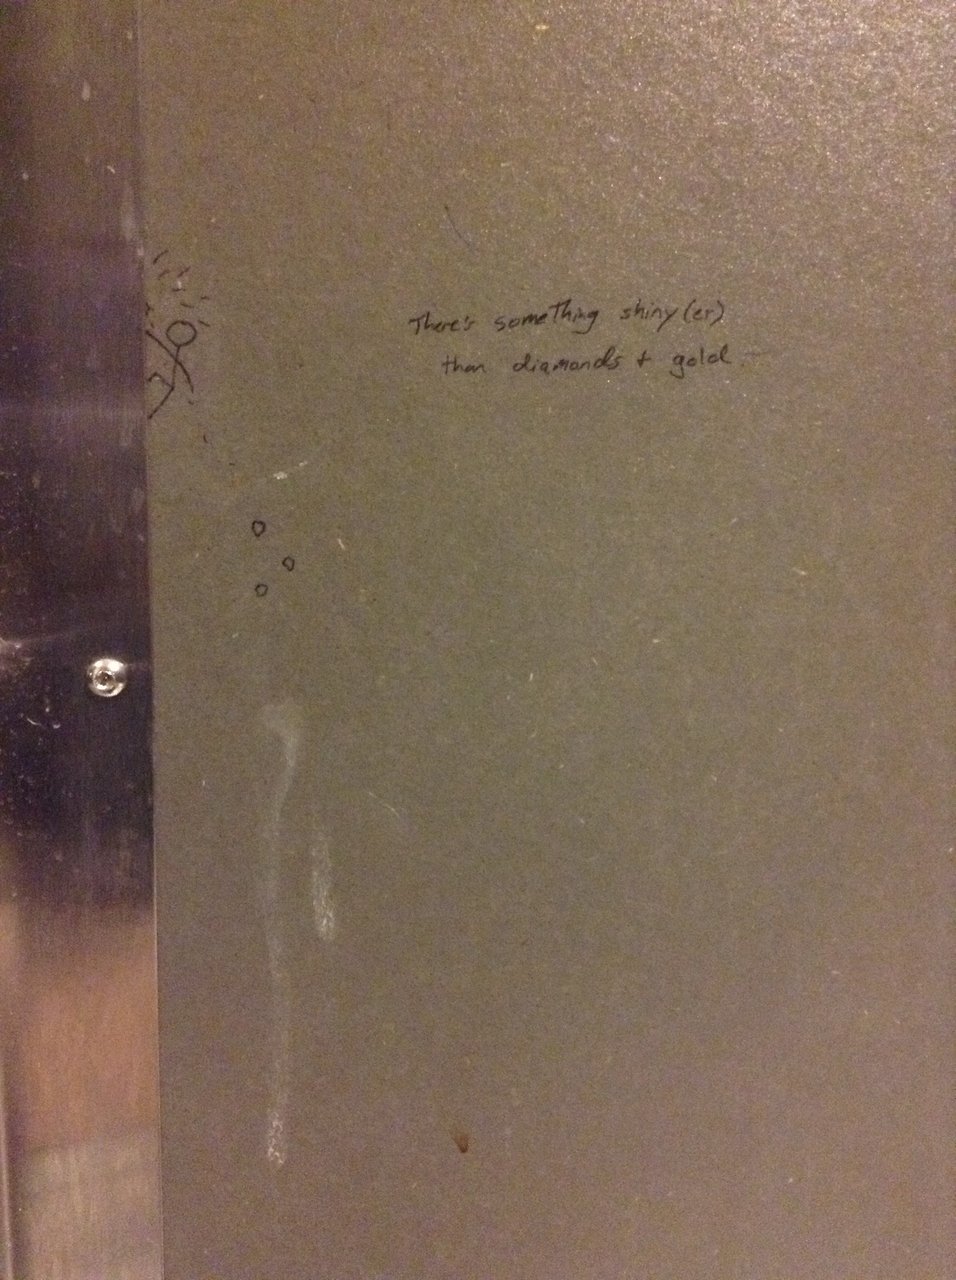 There's something shiny(er)
than diamonds + gold